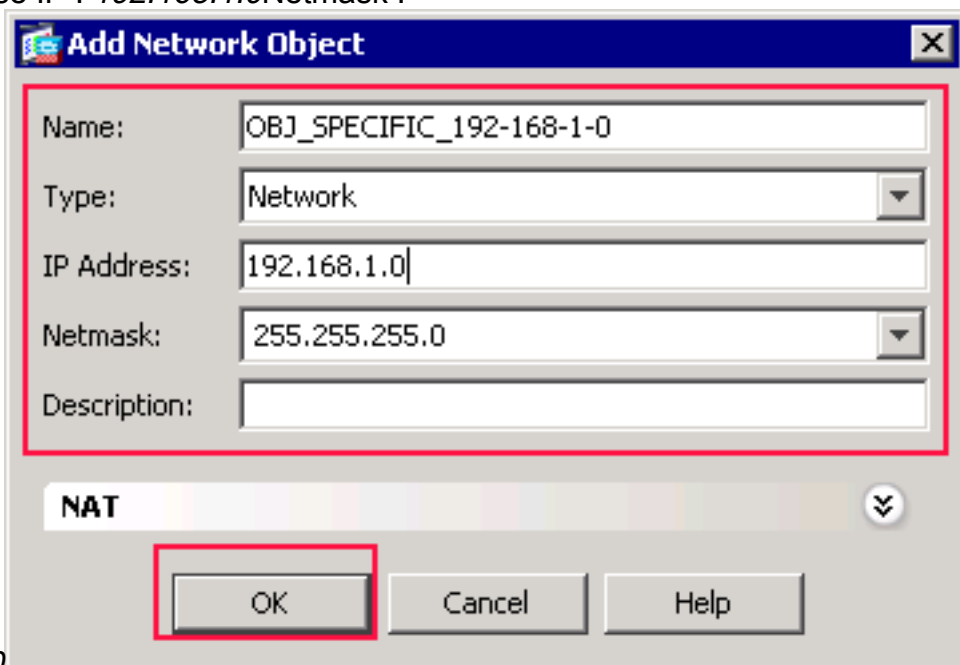 Add Network Object
Name: OBJ_SPECIFIC_192-168-1-0
Type: Network
IP Address: 192.168.1.0
Netmask: 255.255.255.0
Description:
NAT
OK Cancel Help